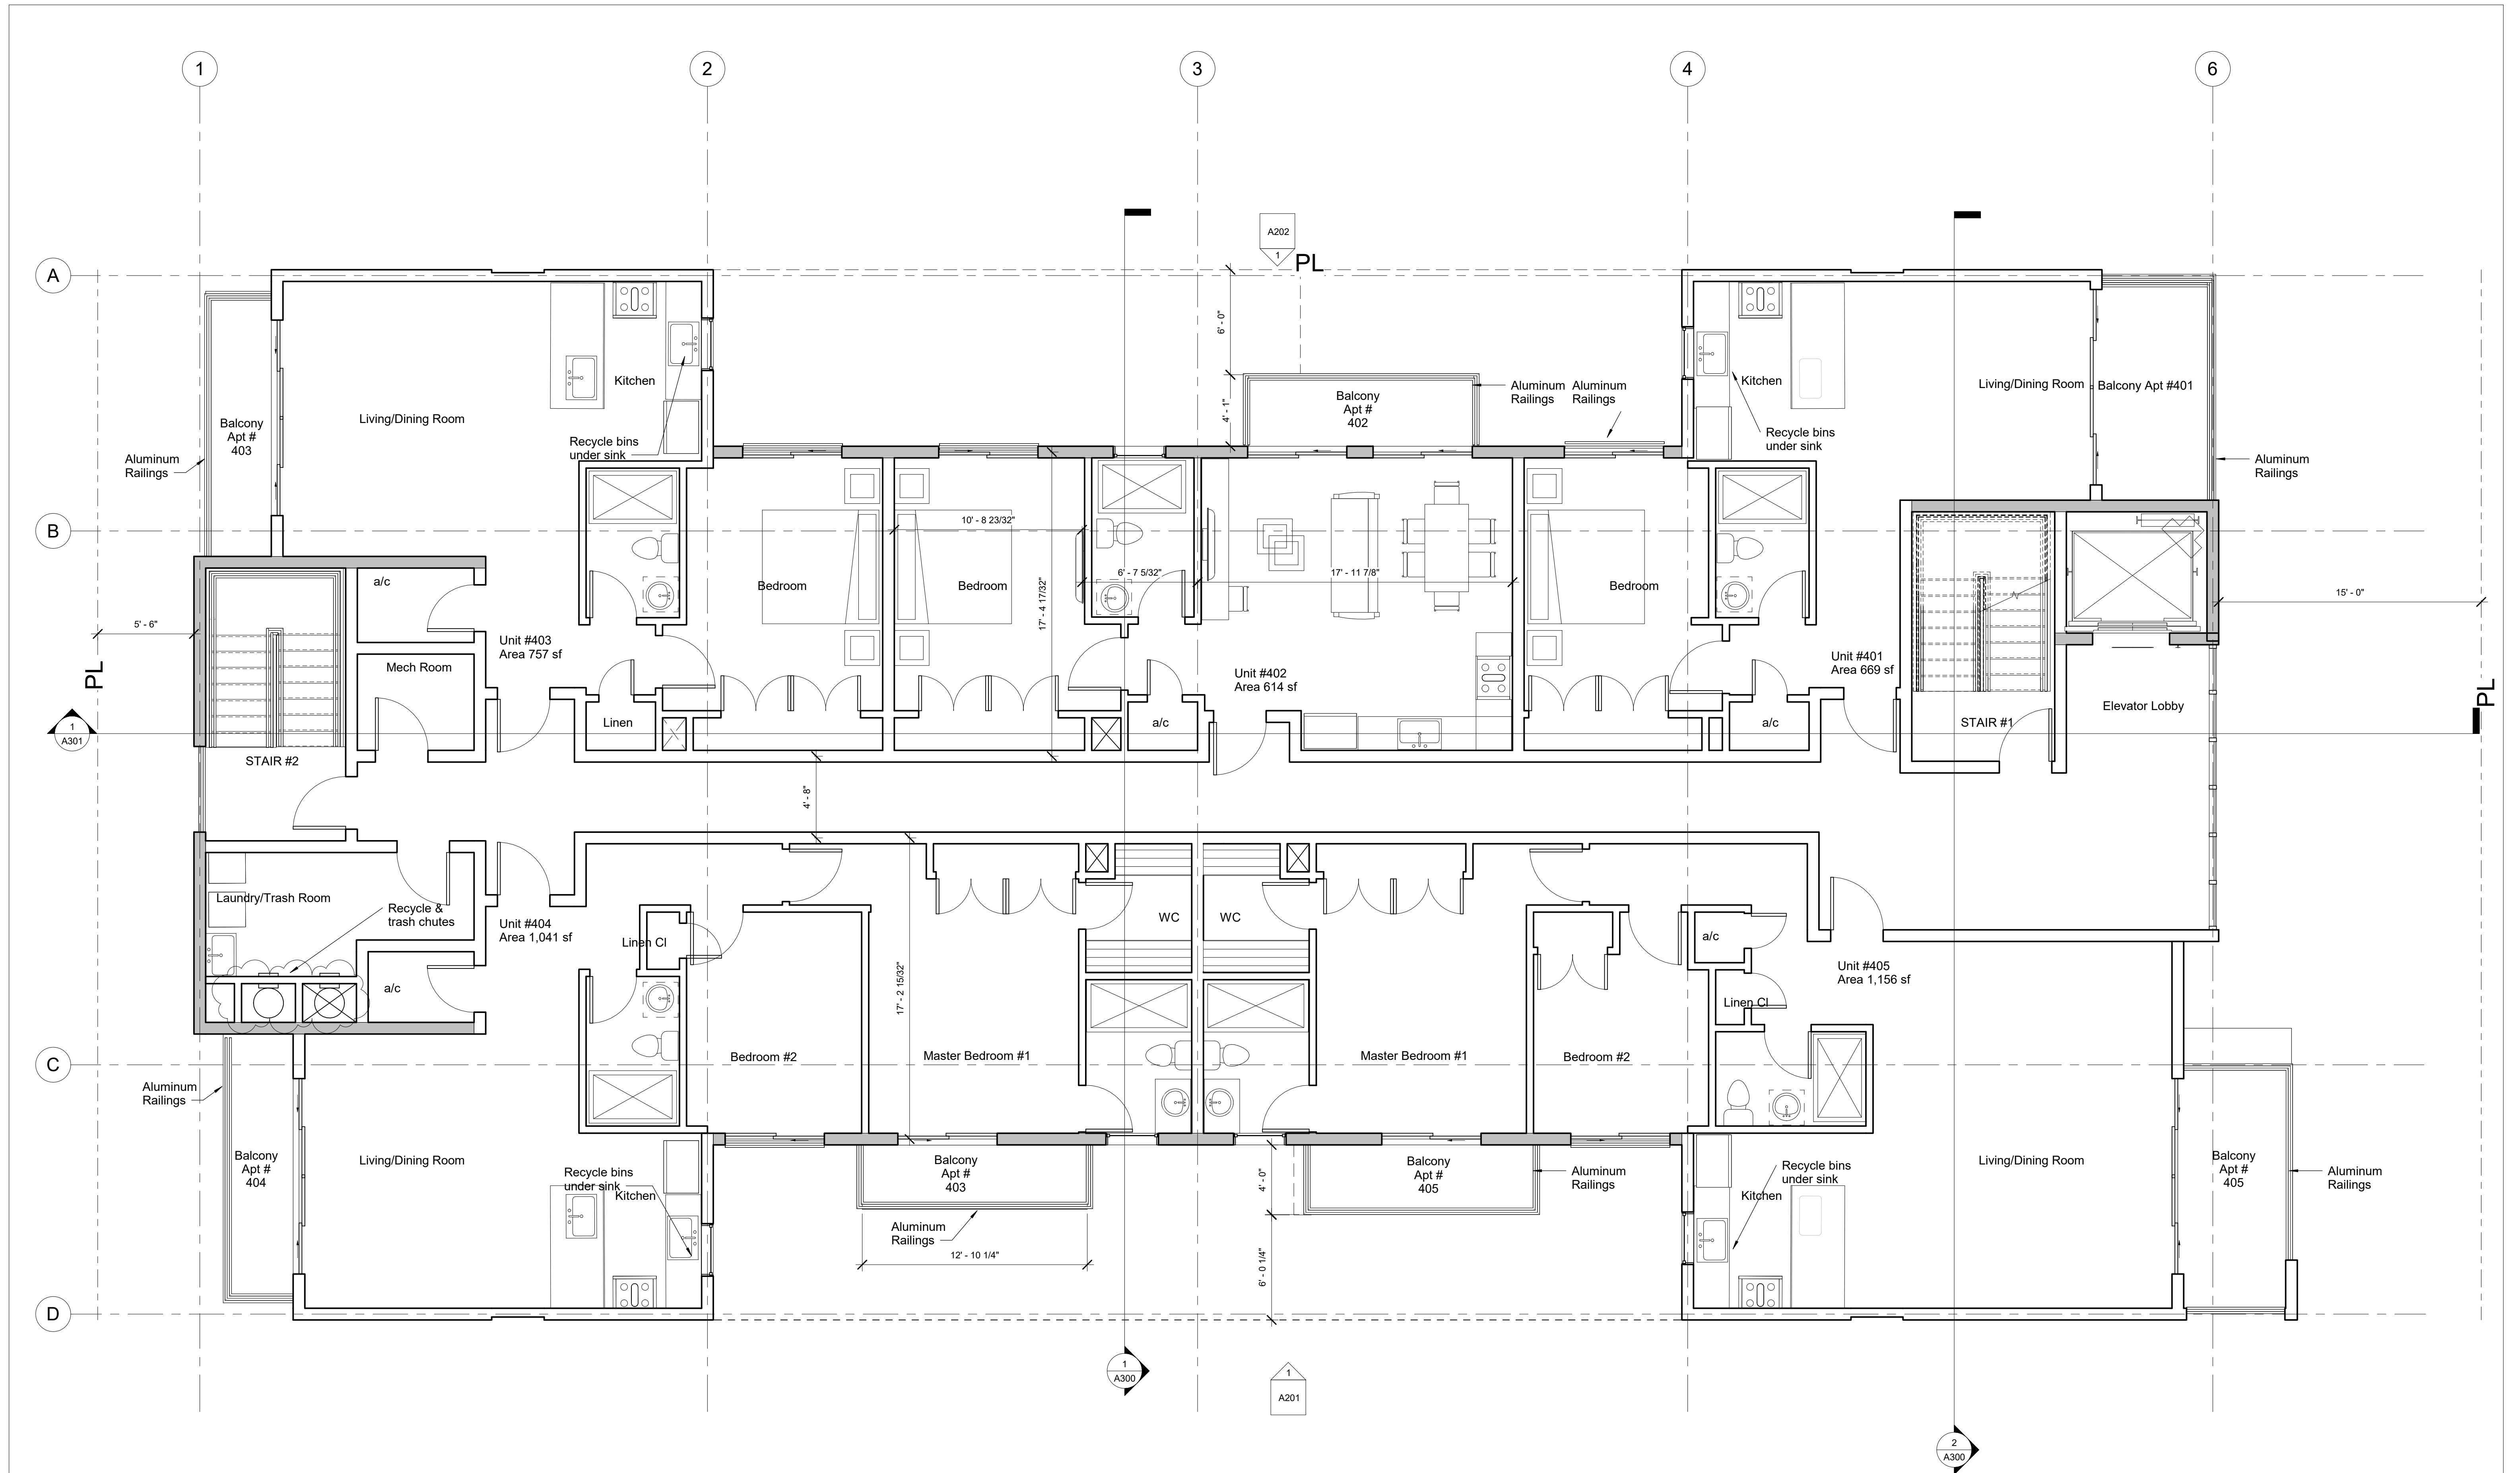 1
2
3
4
6
A202
1
PL
A
6' - 0"
Kitchen
Living/Dining Room
Recycle bins
under sink
Balcony
Apt #
403
Aluminum
Railings
4' - 1"
Balcony
Apt #
402
Aluminum
Railings
Aluminum
Railings
Kitchen
Recycle bins
under sink
Living/Dining Room
Balcony Apt #401
Aluminum
Railings
B
10' - 8 23/32"
6' - 7 5/32"
17' - 11 7/8"
17' - 4 17/32"
Bedroom
Bedroom
Bedroom
a/c
5' - 6"
15' - 0"
Unit #403
Area 757 sf
Mech Room
PL
Unit #402
Area 614 sf
Unit #401
Area 669 sf
PL
Elevator Lobby
Linen
a/c
a/c
STAIR #1
1
A301
STAIR #2
4' - 8"
Laundry/Trash Room
Recycle &
trash chutes
Unit #404
Area 1,041 sf
Linen Cl
WC
WC
a/c
Unit #405
Area 1,156 sf
a/c
Linen Cl
17' - 2 15/32"
C
Bedroom #2
Master Bedroom #1
Master Bedroom #1
Bedroom #2
Aluminum
Railings
Balcony
Apt #
404
Living/Dining Room
Recycle bins
under sink
Kitchen
Balcony
Apt #
403
Aluminum
Railings
12' - 10 1/4"
4' - 0"
6' - 0 1/4"
Balcony
Apt #
405
Aluminum
Railings
Recycle bins
under sink
Kitchen
Living/Dining Room
Balcony
Apt #
405
Aluminum
Railings
D
1
A300
1
A201
2
A300